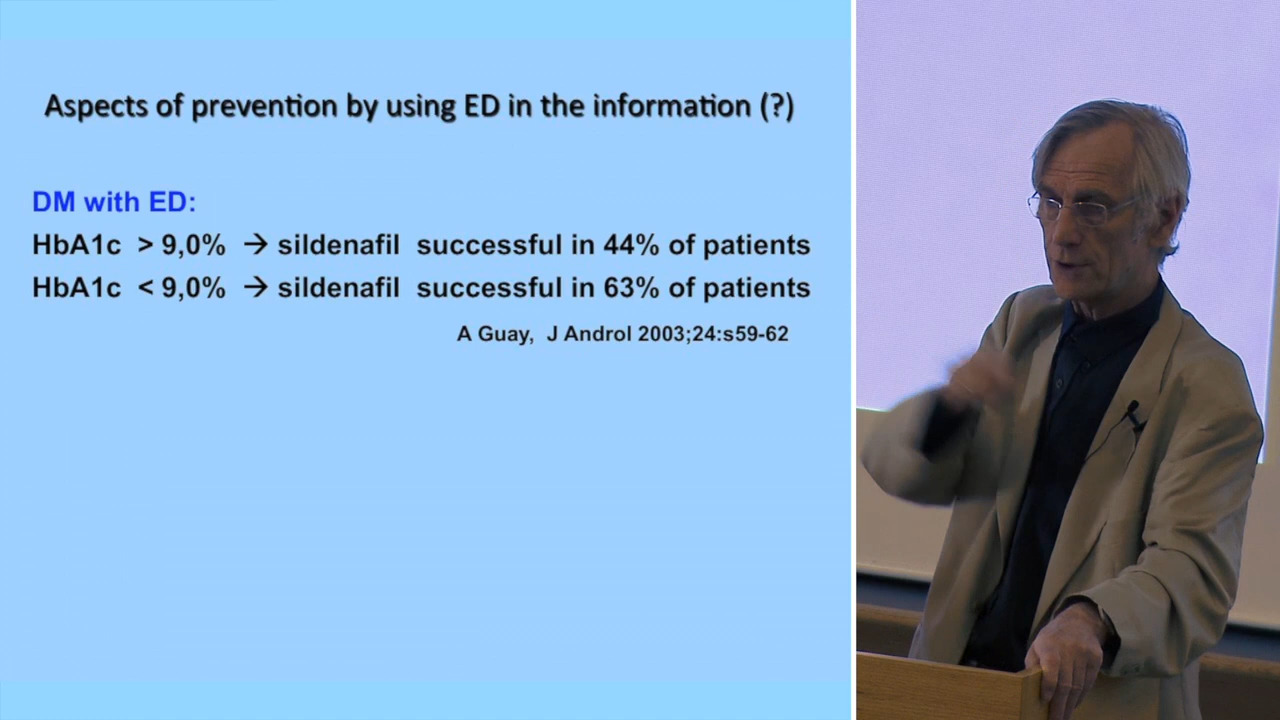 Aspects of prevention by using ED in the information (?)
DM with ED:
HbA1c > 9,0% → sildenafil successful in 44% of patients
HbA1c < 9,0% → sildenafil successful in 63% of patients
A Guay, J Androl 2003;24:s59-62